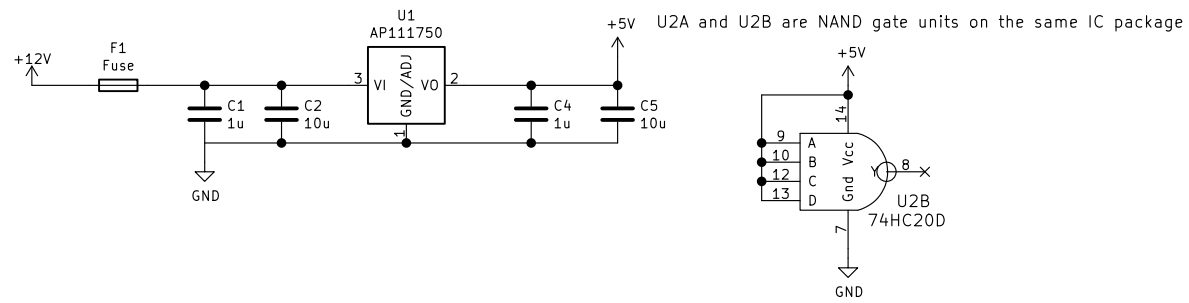 U1
AP111750
+5V
U2A and U2B are NAND gate units on the same IC package
+12V
F1
Fuse
+5V
3 VI GND/ADJ VO 2
C1
1u
C2
10u
C4
1u
C5
10u
1
GND
14
9 A
10 B
12 C
13 D
Vcc
Gnd
Y 8
U2B
74HC20D
7
GND